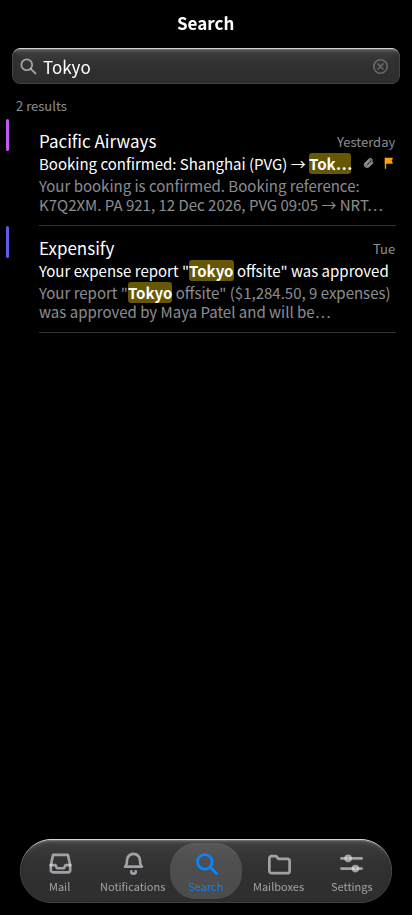 Search
Tokyo
2 results
Pacific Airways
Yesterday
Booking confirmed: Shanghai (PVG) → Tok…
Your booking is confirmed. Booking reference:
K7Q2XM. PA 921, 12 Dec 2026, PVG 09:05 → NRT…
Expensify
Tue
Your expense report "Tokyo offsite" was approved
Your report "Tokyo offsite" ($1,284.50, 9 expenses)
was approved by Maya Patel and will be…
Mail
Notifications
Search
Mailboxes
Settings